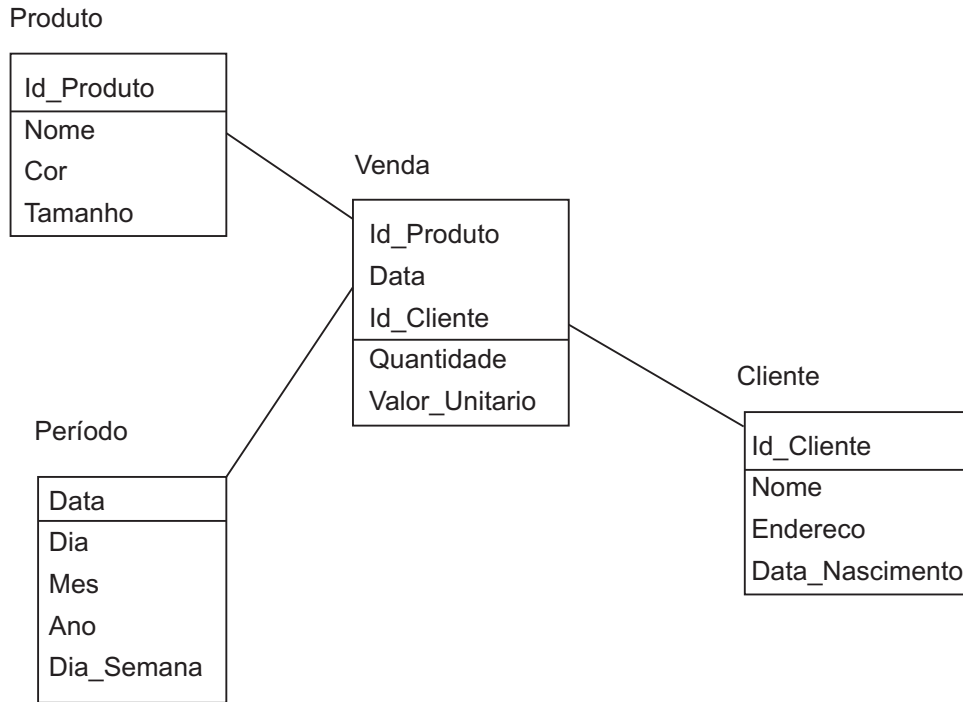 Produto
Id_Produto
Nome
Cor
Tamanho
Venda
Id_Produto
Data
Id_Cliente
Quantidade
Valor_Unitario
Período
Data
Dia
Mes
Ano
Dia_Semana
Cliente
Id_Cliente
Nome
Endereco
Data_Nascimento